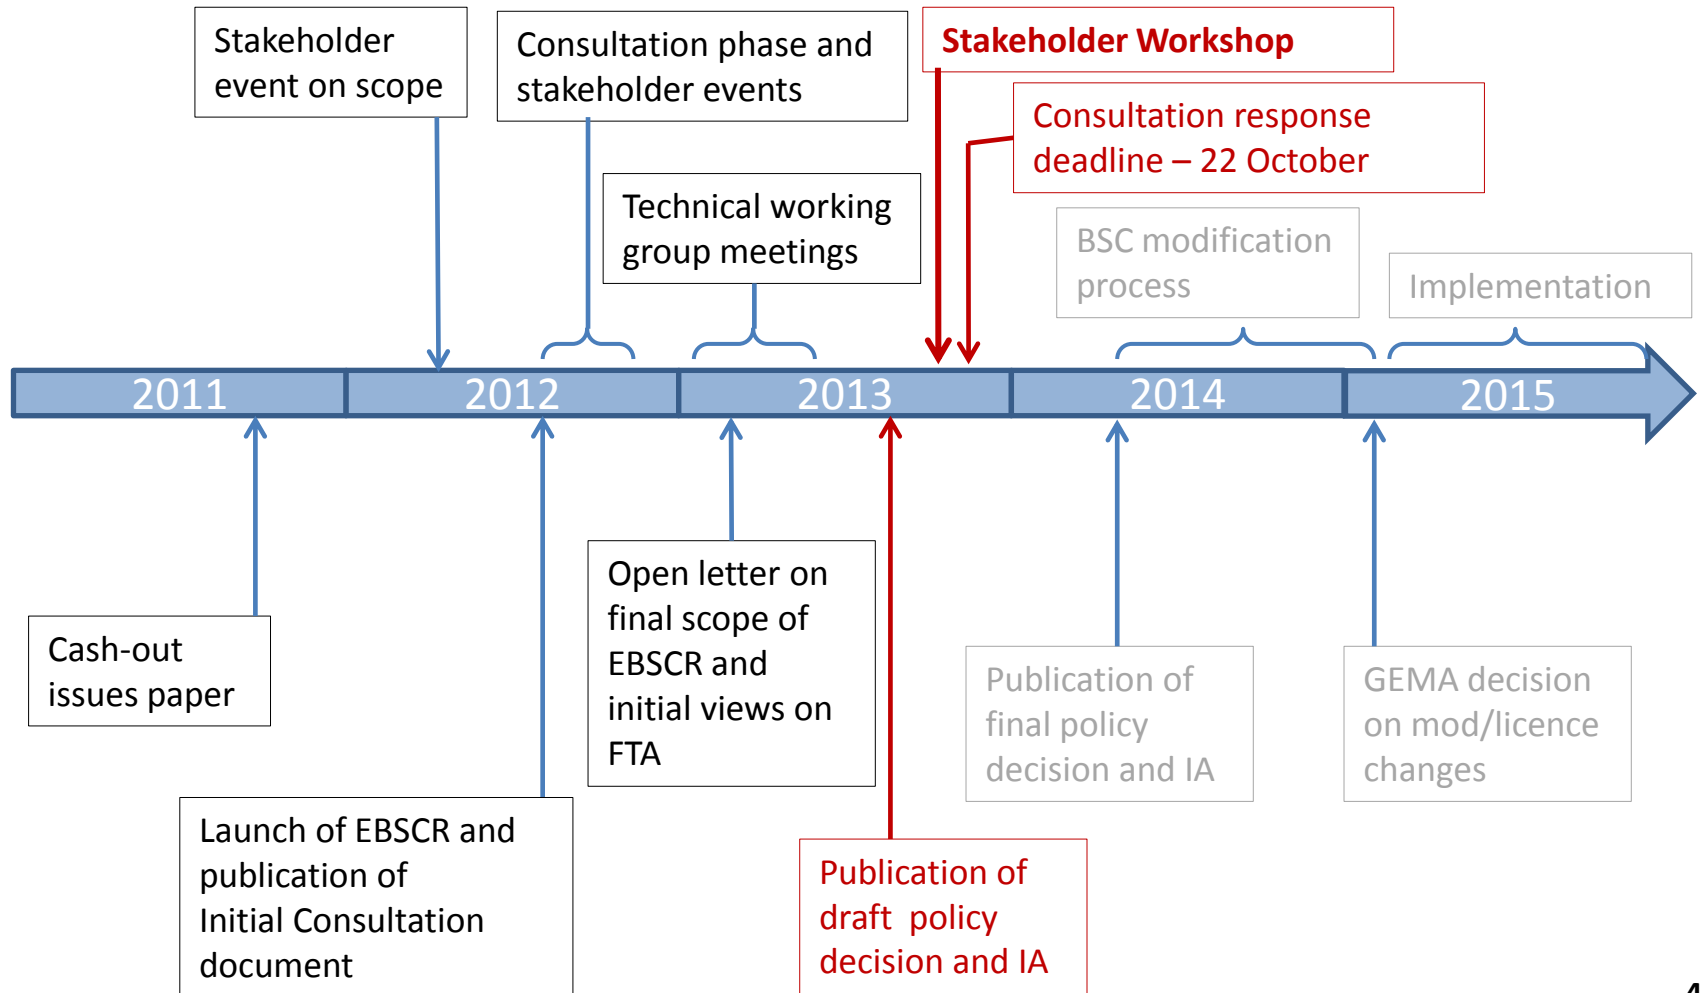 Stakeholder
event on scope
Consultation phase and
stakeholder events
Stakeholder Workshop
Consultation response
deadline – 22 October
Technical working
group meetings
BSC modification
process
Implementation
2011
2012
2013
2014
2015
Cash-out
issues paper
Launch of EBSCR and
publication of
Initial Consultation
document
Open letter on
final scope of
EBSCR and
initial views on
FTA
Publication of
draft policy
decision and IA
Publication of
final policy
decision and IA
GEMA decision
on mod/licence
changes
4